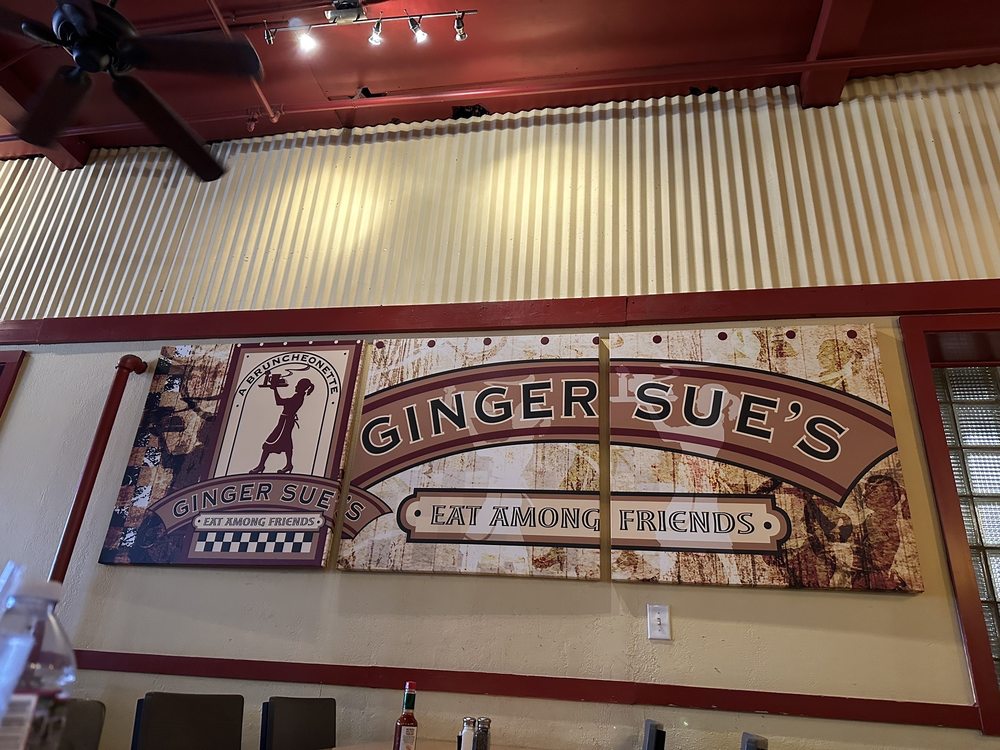 A BRUNCHEONETTE
GINGER SUE'S
EAT AMONG FRIENDS
GINGER SUE'S
EAT AMONG FRIENDS